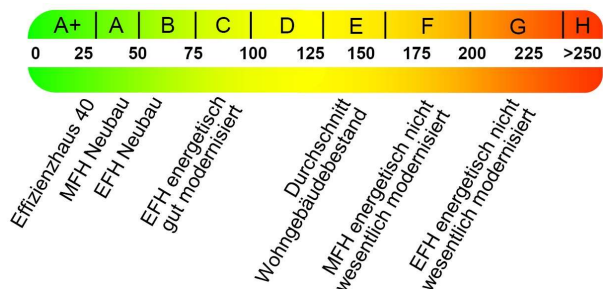 A+ A B C D E F G H
0 25 50 75 100 125 150 175 200 225 >250
Effizienzhaus 40
MFH Neubau
EFH Neubau
EFH energetisch
gut modernisiert
Durchschnitt
Wohngebäudebestand
MFH energetisch nicht
wesentlich modernisiert
EFH energetisch nicht
wesentlich modernisiert